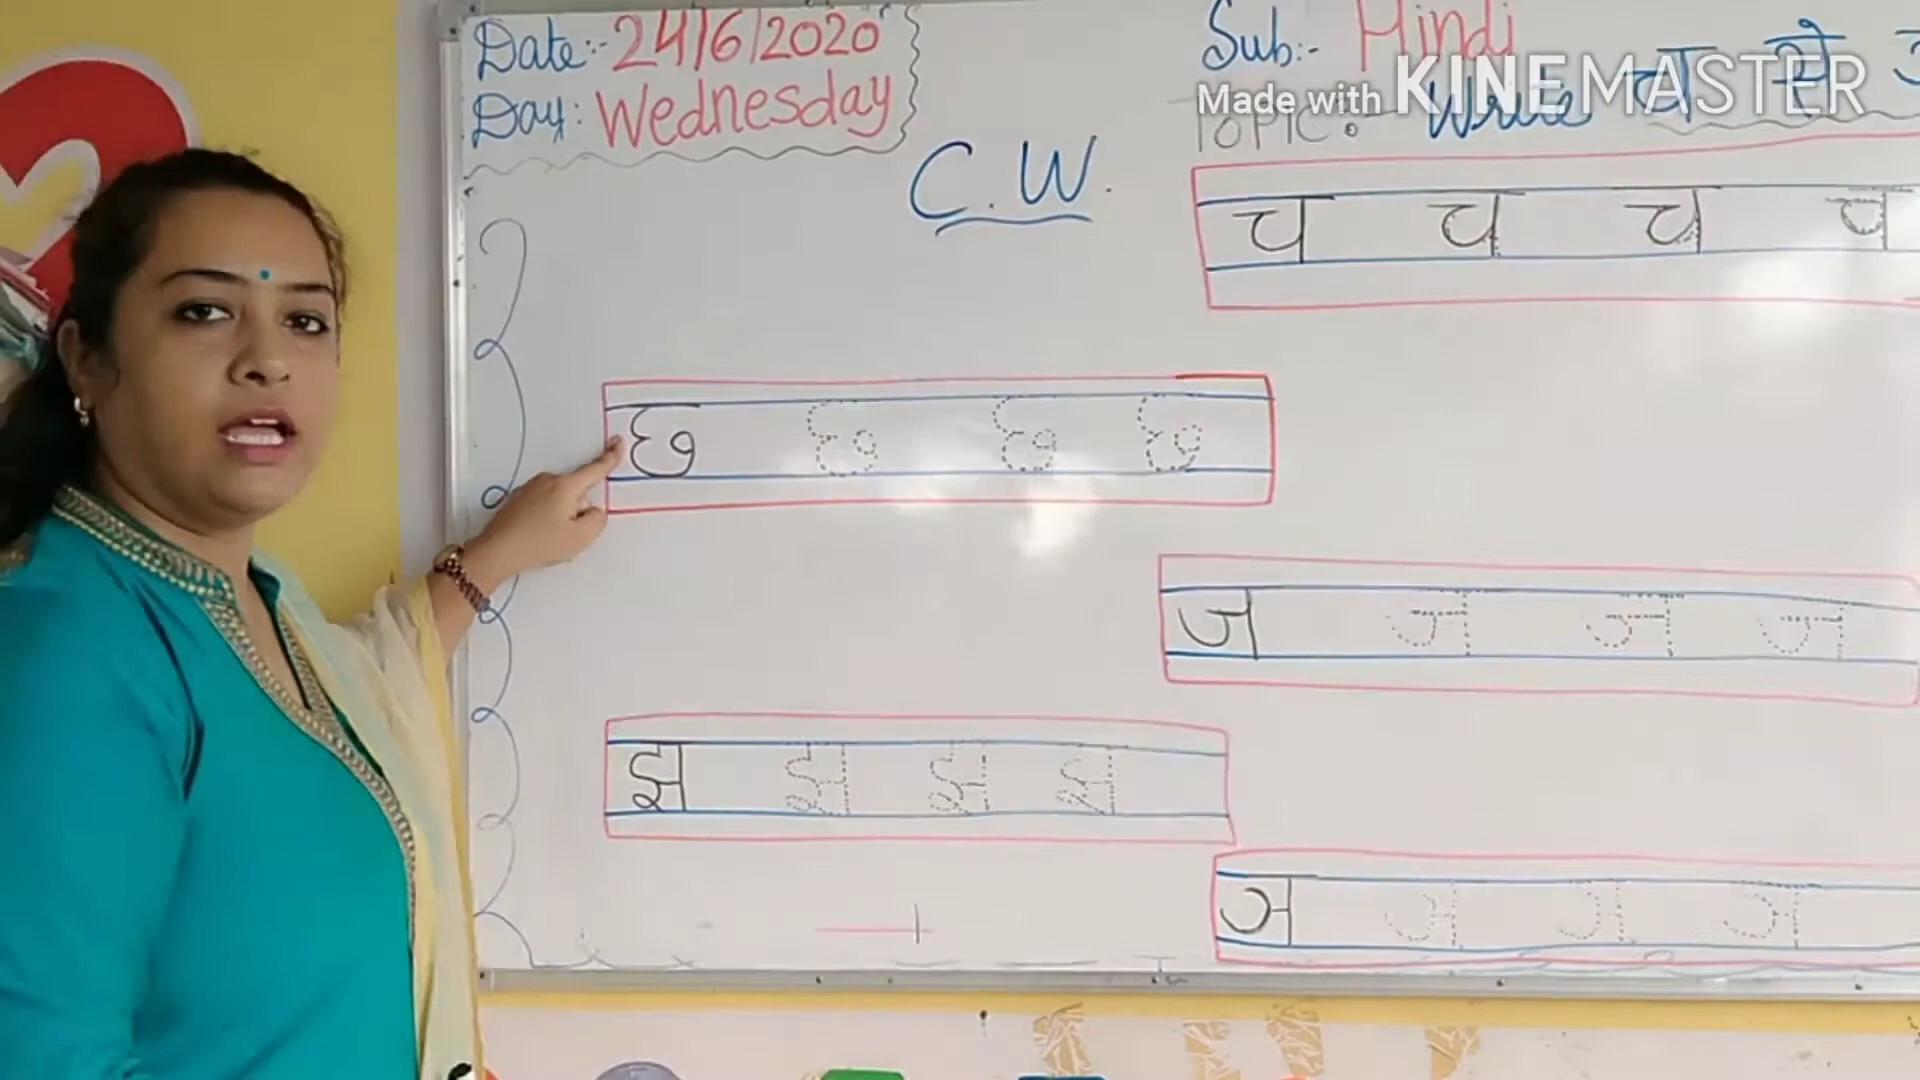 Date:- 24/6/2020
Day: Wednesday
Sub:- Hindi
Made with KINEMASTER
TOPIC:- Write च से
C.W.
च च च च
छ छ छ छ
ज ज ज ज
झ झ झ झ
ञ ञ ञ ञ